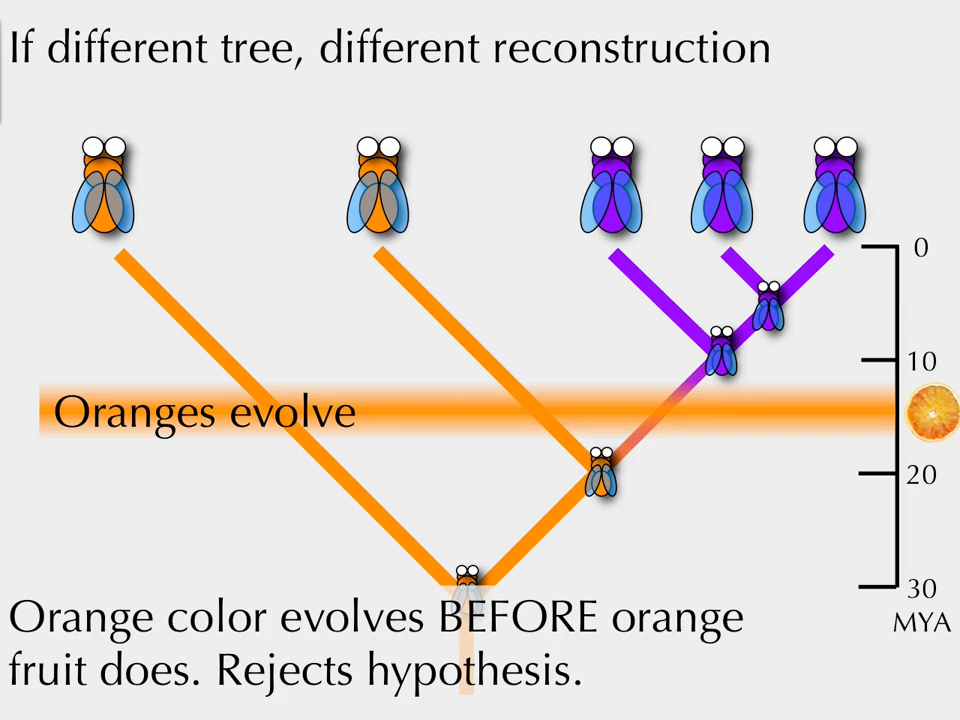 If different tree, different reconstruction
0
10
Oranges evolve
20
30
MYA
Orange color evolves BEFORE orange
fruit does. Rejects hypothesis.